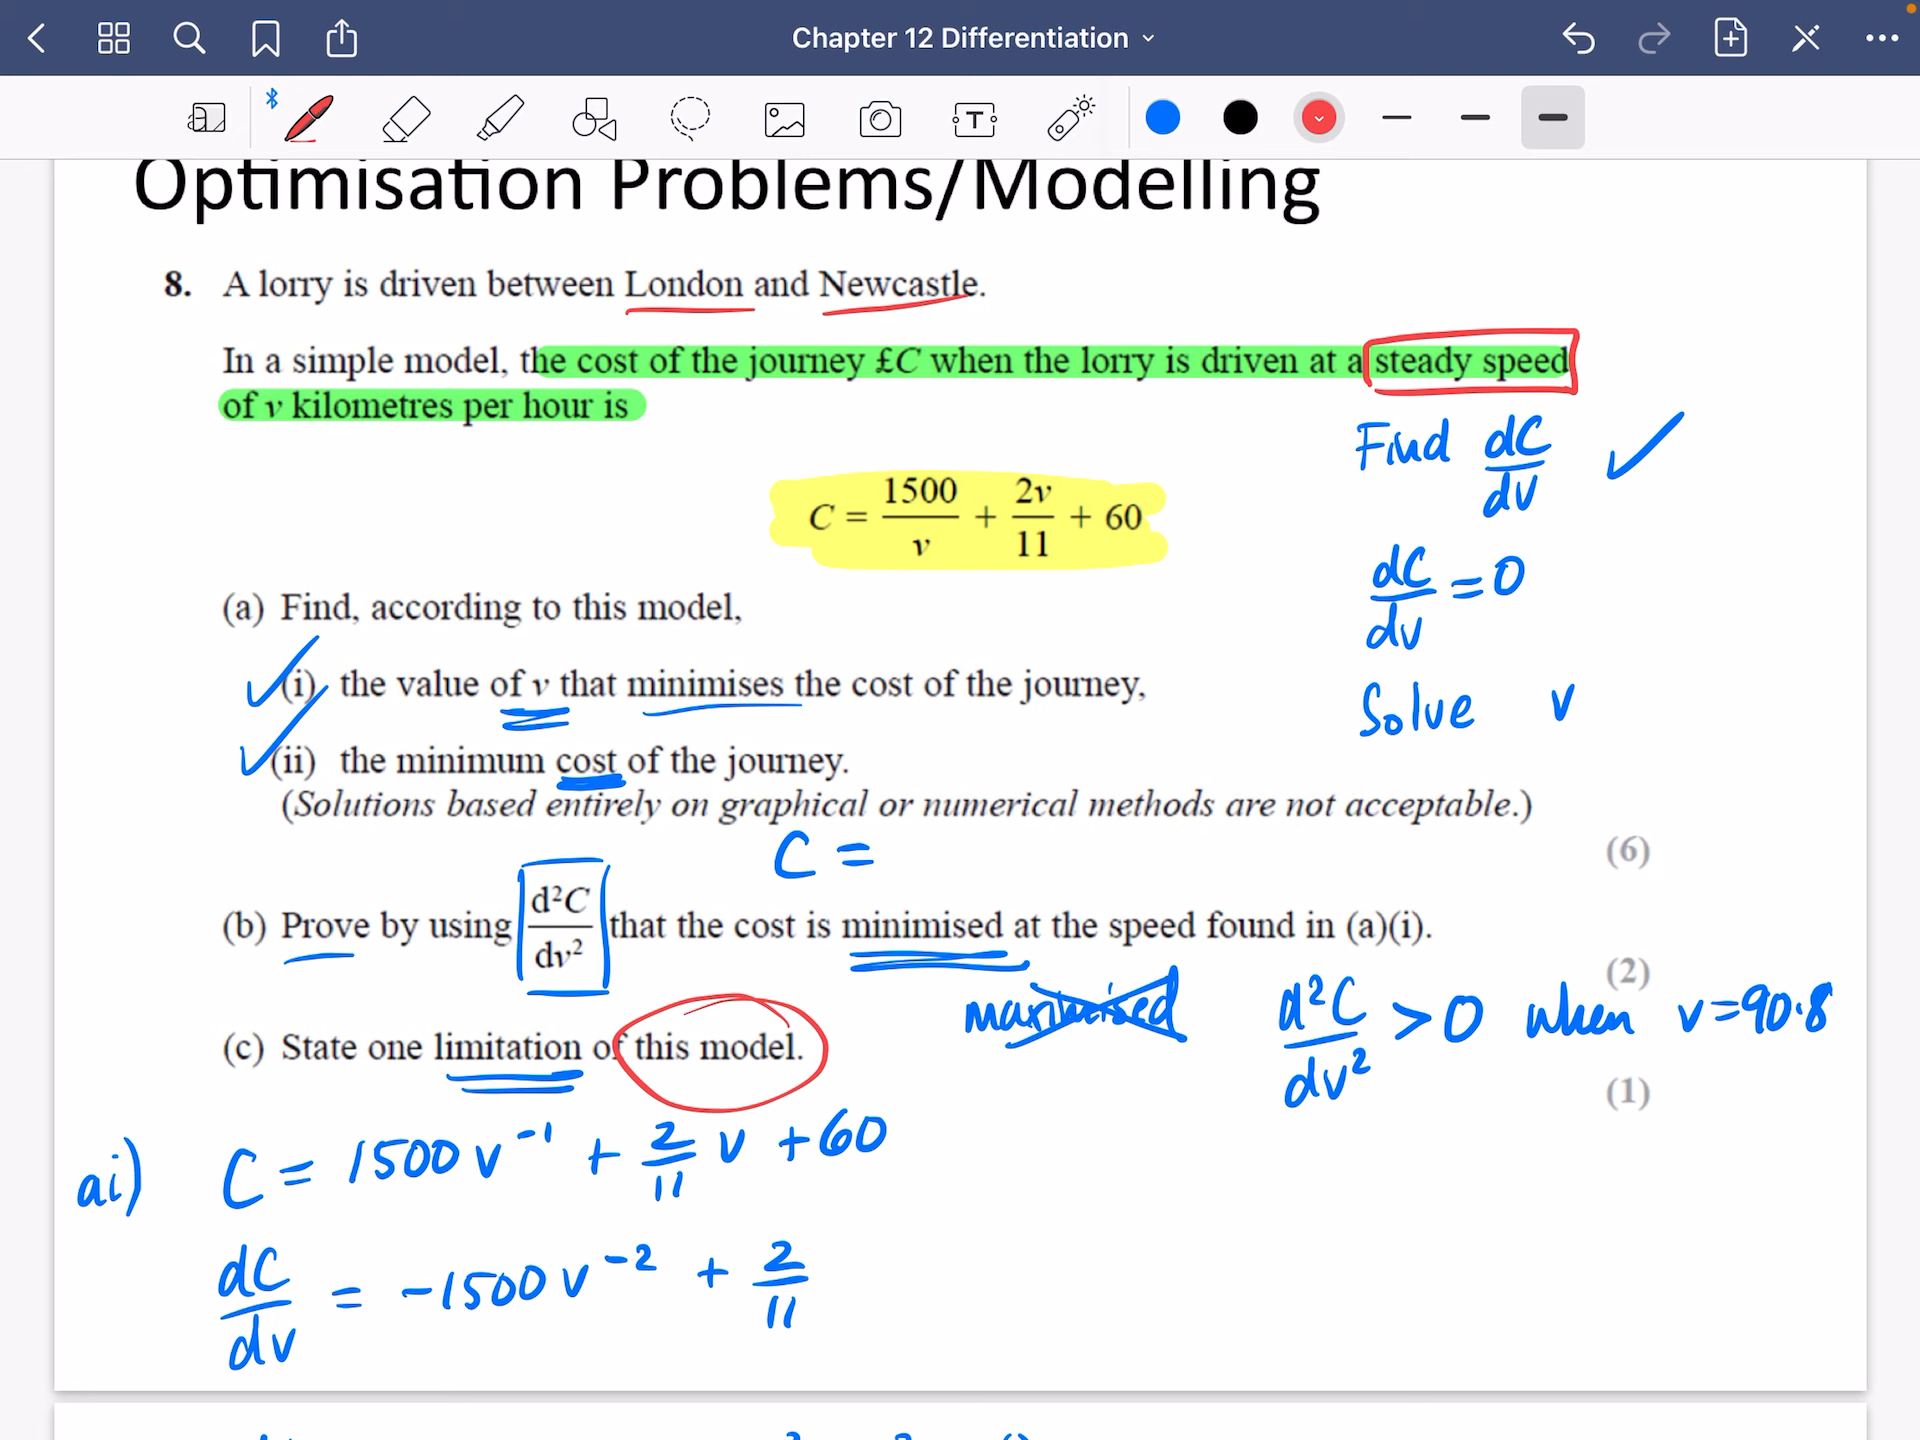 Chapter 12 Differentiation
Optimisation Problems/Modelling
8. A lorry is driven between London and Newcastle.
In a simple model, the cost of the journey £C when the lorry is driven at a steady speed
of v kilometres per hour is
Find dC/dv ✓
C = 1500/v + 2v/11 + 60
dC/dv = 0
(a) Find, according to this model,
(i) the value of v that minimises the cost of the journey,
Solve v
(ii) the minimum cost of the journey.
(Solutions based entirely on graphical or numerical methods are not acceptable.)
C =
(6)
(b) Prove by using d²C/dv² that the cost is minimised at the speed found in (a)(i).
(2)
maximised
d²C/dv² > 0 when v=90.8
(c) State one limitation of this model.
(1)
ai) C = 1500v⁻¹ + 2/11 v + 60
dC/dv = -1500v⁻² + 2/11